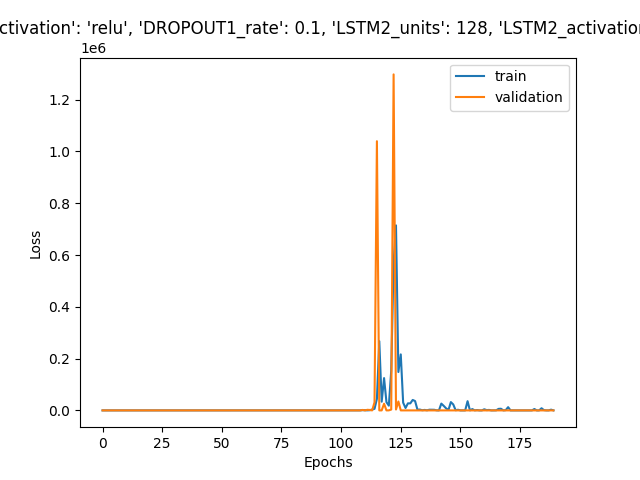 ctivation': 'relu', 'DROPOUT1_rate': 0.1, 'LSTM2_units': 128, 'LSTM2_activation
1e6
train
validation
1.2
1.0
0.8
0.6
0.4
0.2
0.0
Loss
0 25 50 75 100 125 150 175
Epochs